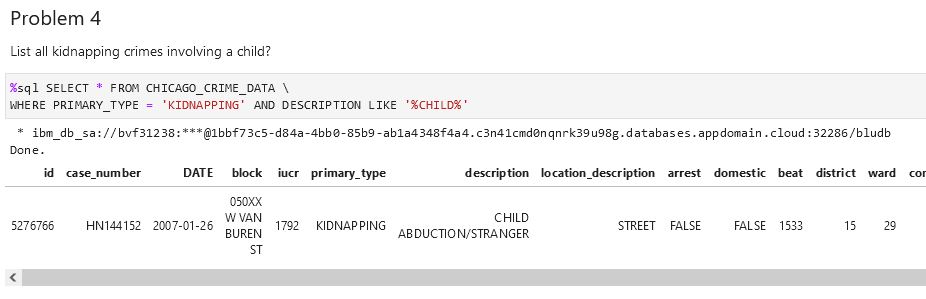 Problem 4
List all kidnapping crimes involving a child?
%sql SELECT * FROM CHICAGO_CRIME_DATA \
WHERE PRIMARY_TYPE = 'KIDNAPPING' AND DESCRIPTION LIKE '%CHILD%'
* ibm_db_sa://bvf31238:***@1bbf73c5-d84a-4bb0-85b9-ab1a4348f4a4.c3n41cmd0nqnrk39u98g.databases.appdomain.cloud:32286/bludb
Done.
id case_number DATE block iucr primary_type description location_description arrest domestic beat district ward cor
5276766 HN144152 2007-01-26 050XX W VAN BUREN ST 1792 KIDNAPPING CHILD ABDUCTION/STRANGER STREET FALSE FALSE 1533 15 29